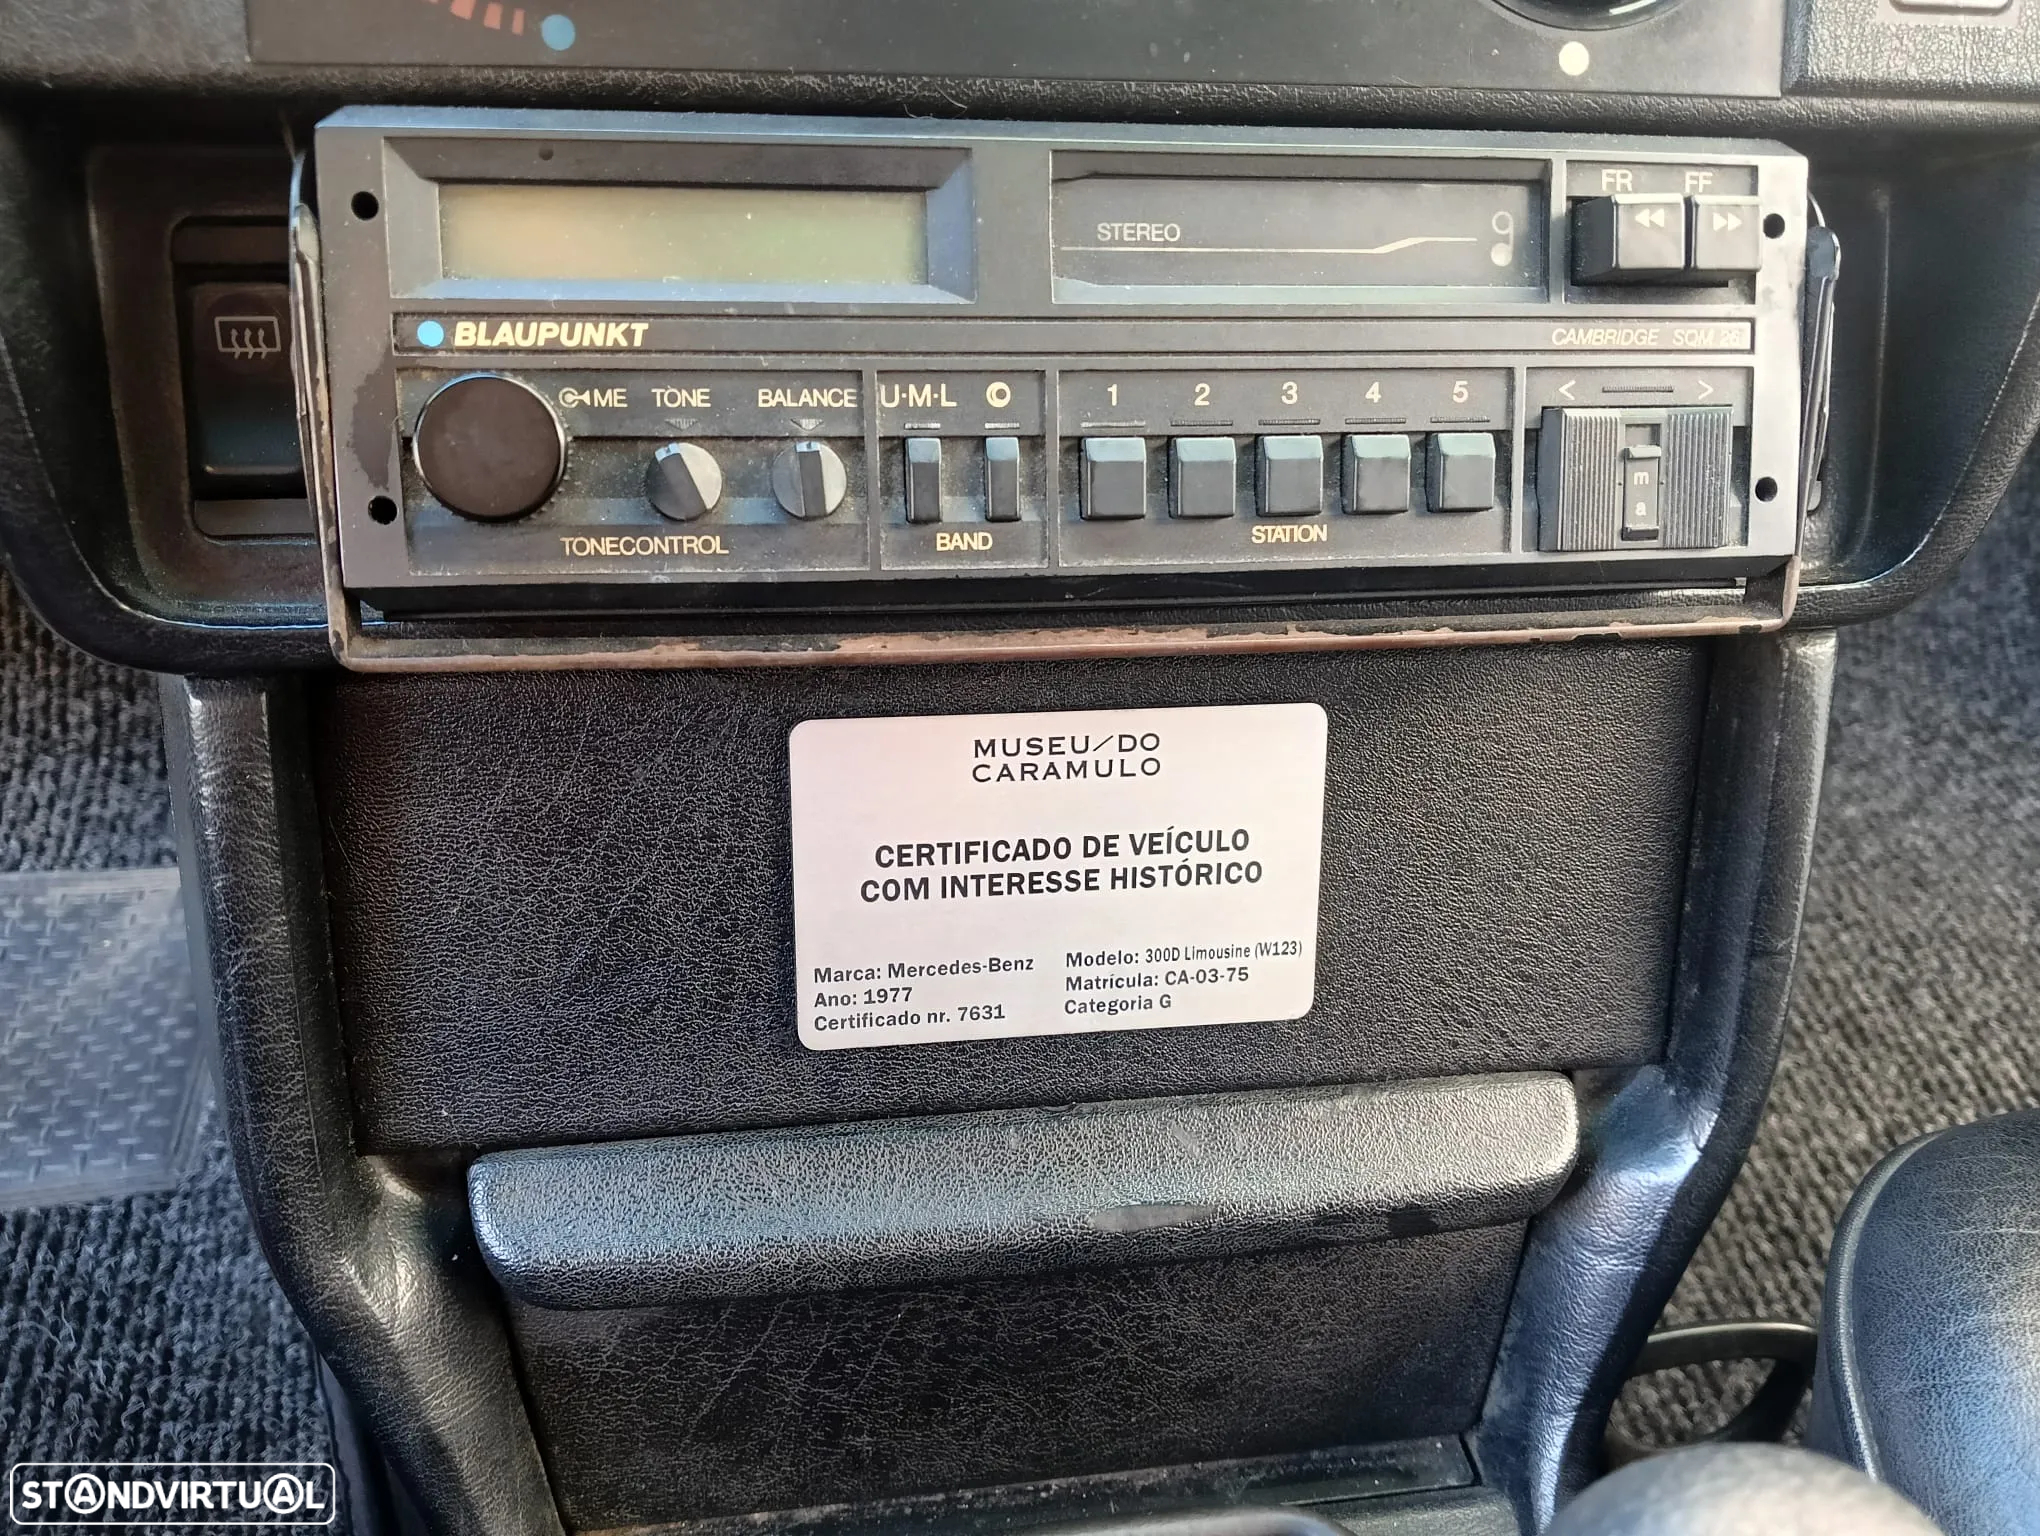 FR FF
STEREO
BLAUPUNKT
CAMBRIDGE SQM 26
ME TONE BALANCE U·M·L 1 2 3 4 5 < >
m
a
TONECONTROL BAND STATION
MUSEU/DO
CARAMULO
CERTIFICADO DE VEÍCULO
COM INTERESSE HISTÓRICO
Marca: Mercedes-Benz
Ano: 1977
Certificado nr. 7631
Modelo: 300D Limousine (W123)
Matrícula: CA-03-75
Categoria G
STANDVIRTUAL